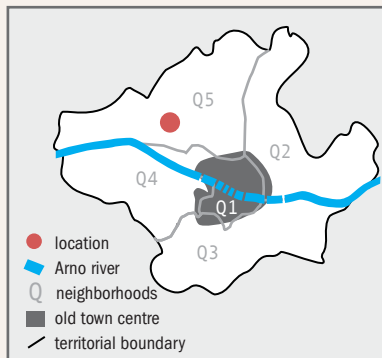 Q5
Q2
Q4
Q1
Q3
location
Arno river
Q neighborhoods
old town centre
territorial boundary